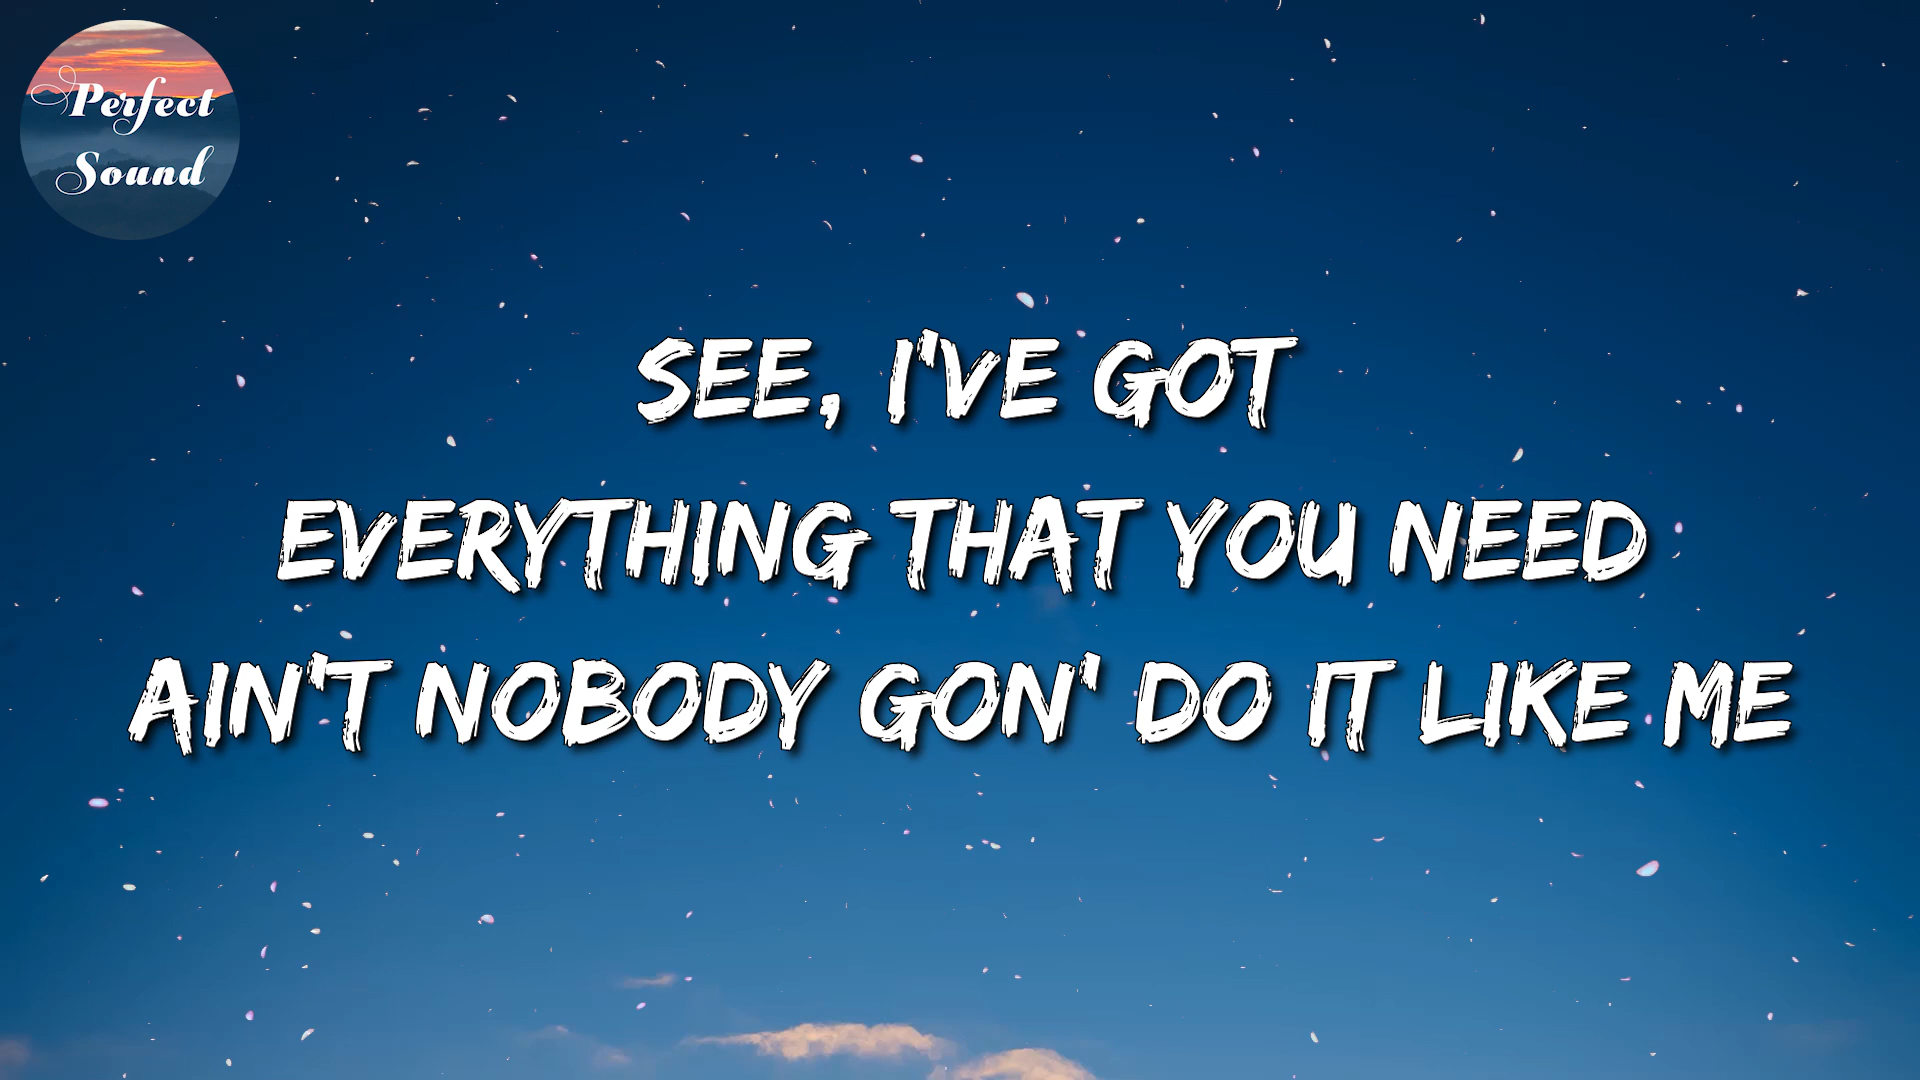 Perfect
Sound
SEE, I'VE GOT
EVERYTHING THAT YOU NEED
AIN'T NOBODY GON' DO IT LIKE ME